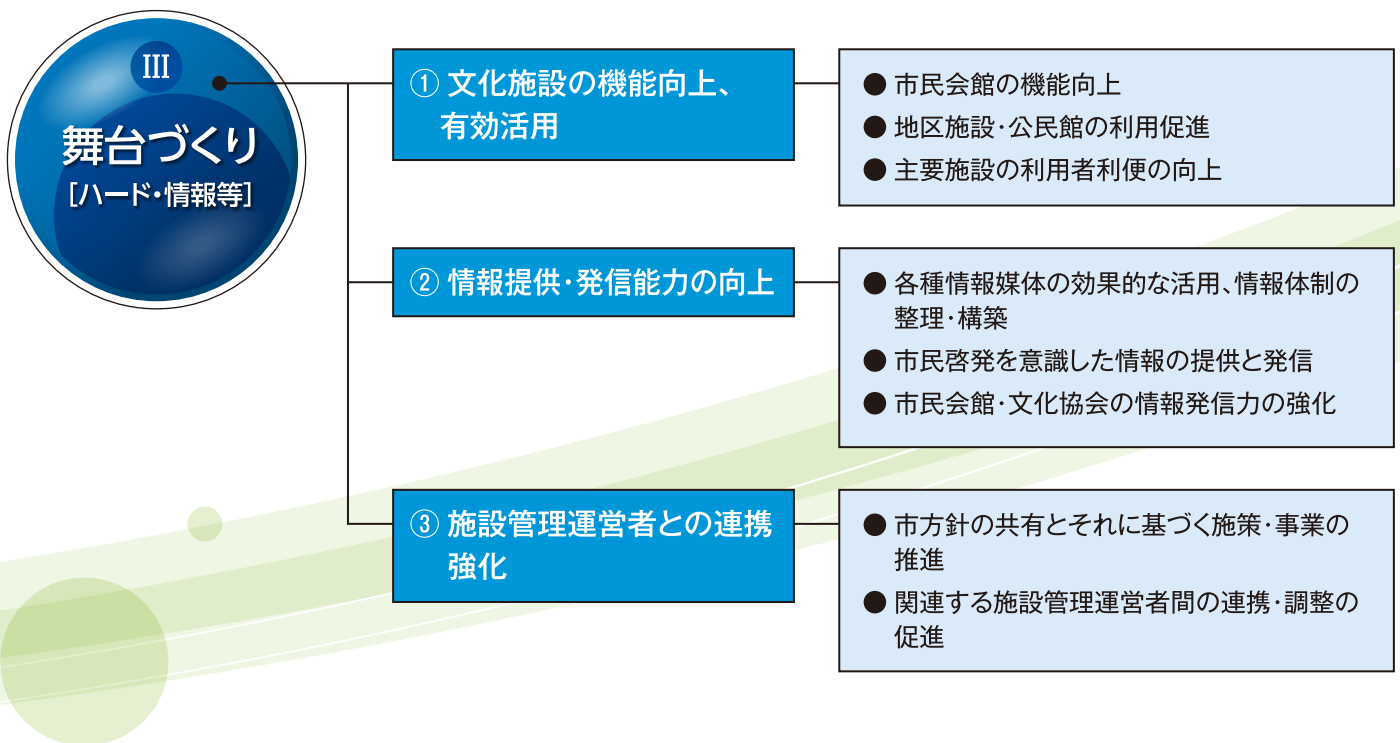 III
舞台づくり
［ハード・情報等］
① 文化施設の機能向上、
有効活用
● 市民会館の機能向上
● 地区施設・公民館の利用促進
● 主要施設の利用者利便の向上
② 情報提供・発信能力の向上
● 各種情報媒体の効果的な活用、情報体制の
整理・構築
● 市民啓発を意識した情報の提供と発信
● 市民会館・文化協会の情報発信力の強化
③ 施設管理運営者との連携
強化
● 市方針の共有とそれに基づく施策・事業の
推進
● 関連する施設管理運営者間の連携・調整の
促進